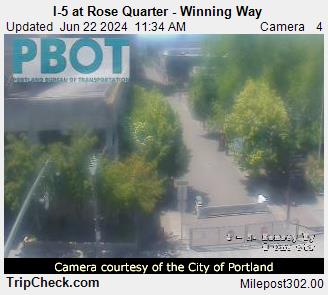 I-5 at Rose Quarter - Winning Way
Updated Jun 22 2024 11:34 AM Camera 4
PBOT
PORTLAND BUREAU OF TRANSPORTATION
Camera courtesy of the City of Portland
TripCheck.com Milepost302.00